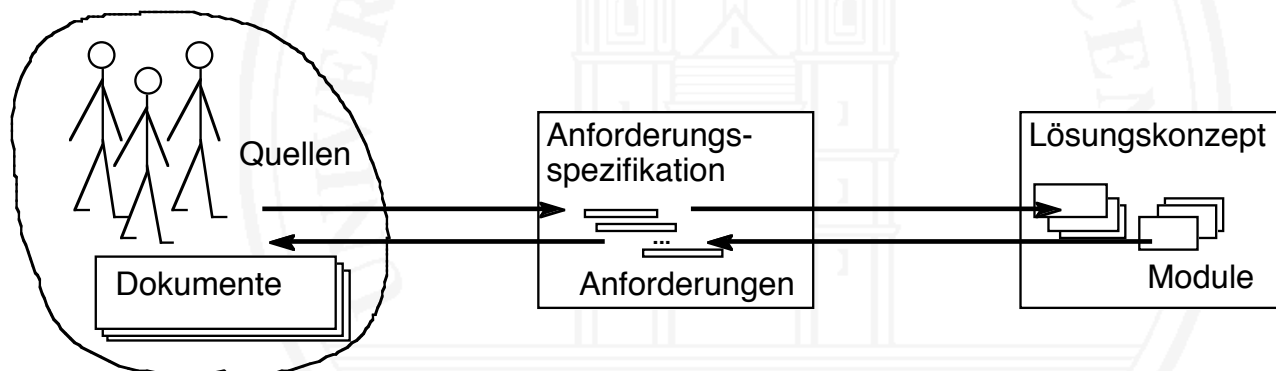 Quellen
Dokumente
Anforderungs-
spezifikation
...
Anforderungen
Lösungskonzept
Module